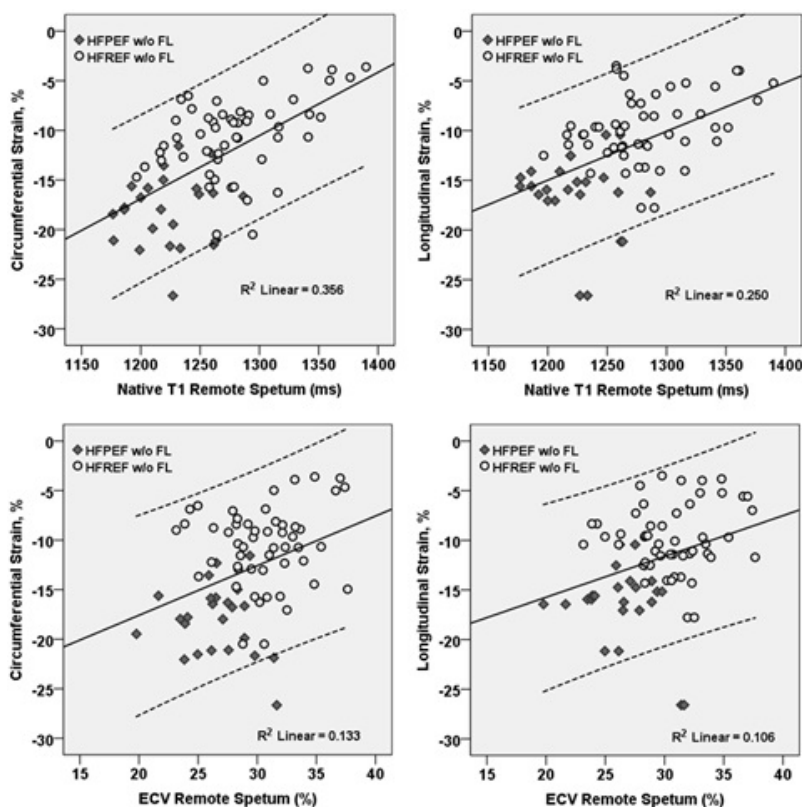 HFPEF w/o FL
HFREF w/o FL
0
-5
-10
-15
-20
-25
-30
Circumferential Strain, %
R² Linear = 0.356
1150 1200 1250 1300 1350 1400
Native T1 Remote Spetum (ms)
HFPEF w/o FL
HFREF w/o FL
0
-5
-10
-15
-20
-25
-30
Longitudinal Strain, %
R² Linear = 0.250
1150 1200 1250 1300 1350 1400
Native T1 Remote Spetum (ms)
HFPEF w/o FL
HFREF w/o FL
0
-5
-10
-15
-20
-25
-30
Circumferential Strain, %
R² Linear = 0.133
15 20 25 30 35 40
ECV Remote Spetum (%)
HFPEF w/o FL
HFREF w/o FL
0
-5
-10
-15
-20
-25
-30
Longitudinal Strain, %
R² Linear = 0.106
15 20 25 30 35 40
ECV Remote Spetum (%)